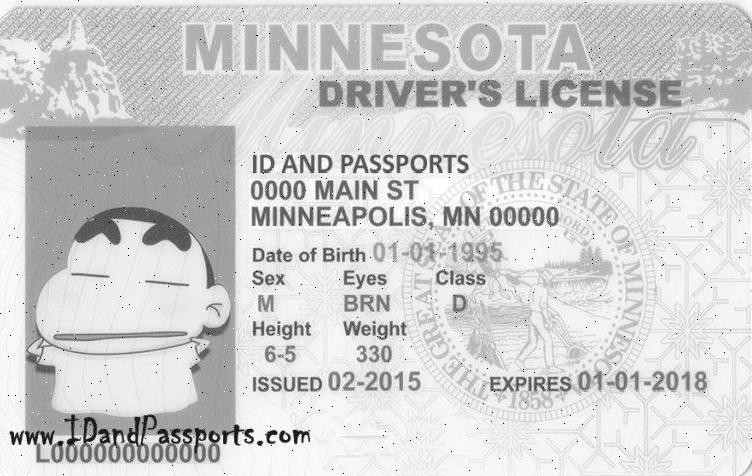 MINNESOTA
DRIVER'S LICENSE
Minnesota
ID AND PASSPORTS
0000 MAIN ST
MINNEAPOLIS, MN 00000
Date of Birth 01-01-1995
Sex Eyes Class
M BRN D
Height Weight
6-5 330
ISSUED 02-2015 EXPIRES 01-01-2018
THE GREAT SEAL OF THE STATE OF MINNESOTA
1858
www.IDandPassports.com
L000000000000